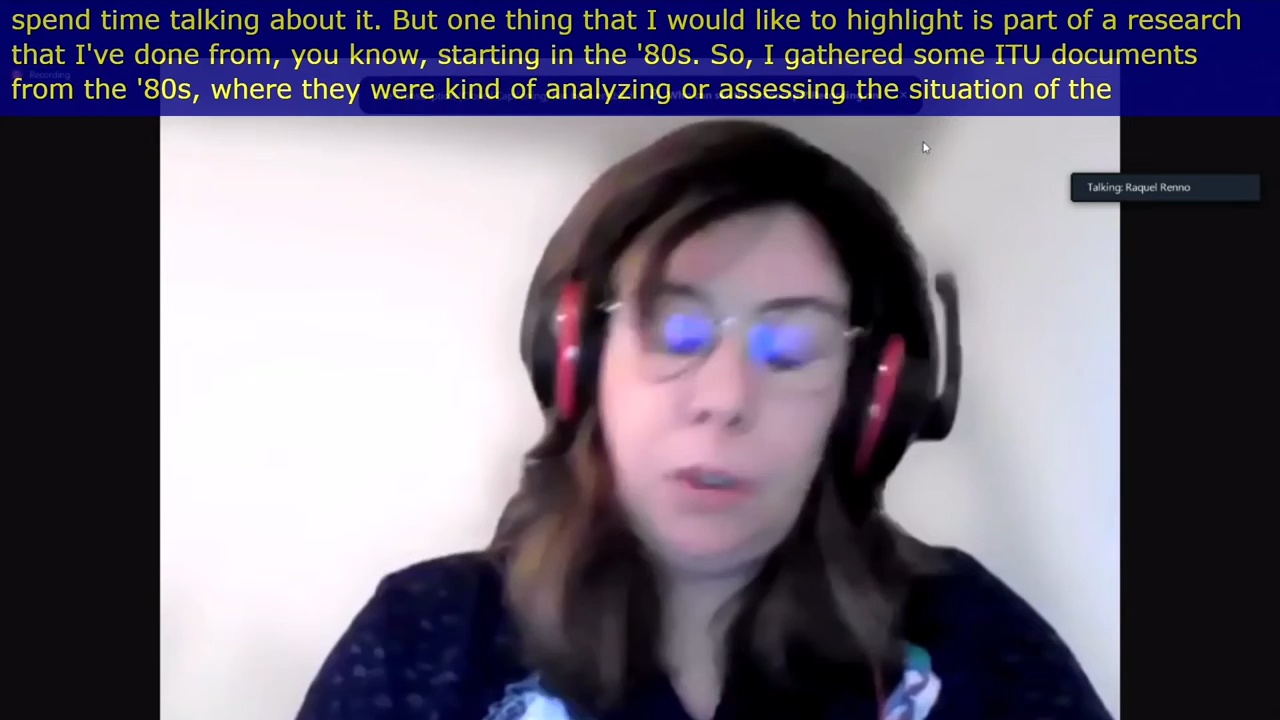 spend time talking about it. But one thing that I would like to highlight is part of a research
that I've done from, you know, starting in the '80s. So, I gathered some ITU documents
from the '80s, where they were kind of analyzing or assessing the situation of the
Recording
Talking: Raquel Renno